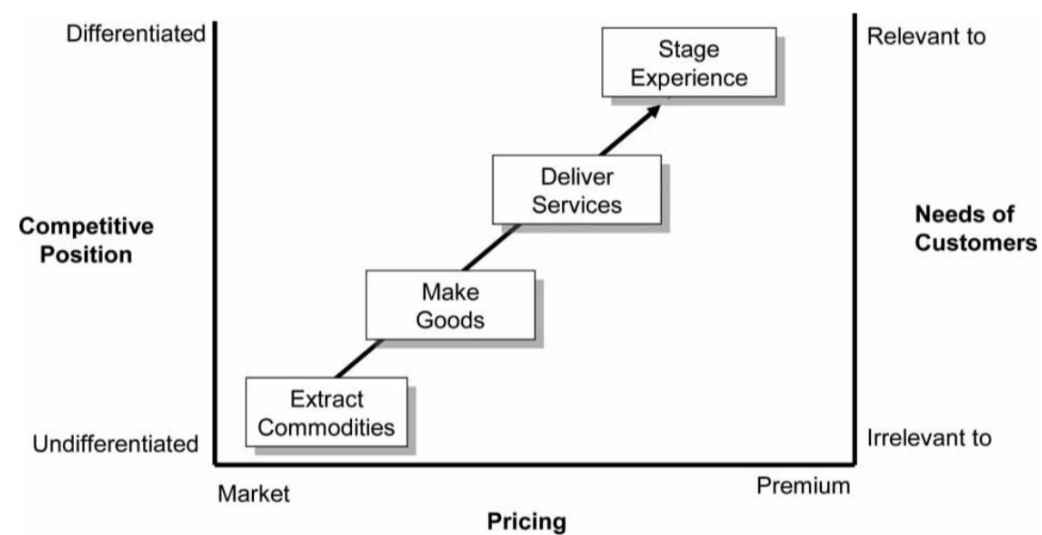 Differentiated
Relevant to
Stage
Experience
Deliver
Services
Competitive
Position
Needs of
Customers
Make
Goods
Extract
Commodities
Undifferentiated
Irrelevant to
Market
Premium
Pricing